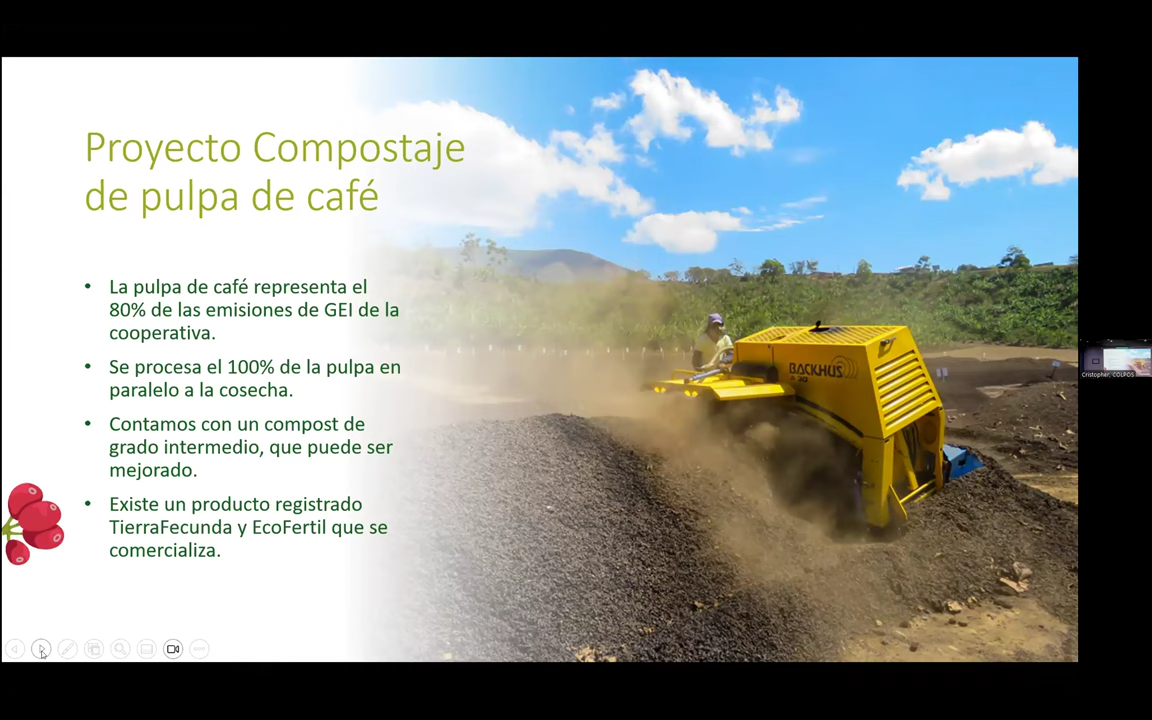 Proyecto Compostaje
de pulpa de café
• La pulpa de café representa el
80% de las emisiones de GEI de la
cooperativa.
• Se procesa el 100% de la pulpa en
paralelo a la cosecha.
• Contamos con un compost de
grado intermedio, que puede ser
mejorado.
• Existe un producto registrado
TierraFecunda y EcoFertil que se
comercializa.
BACKHUS
Cristopher, COLPOS